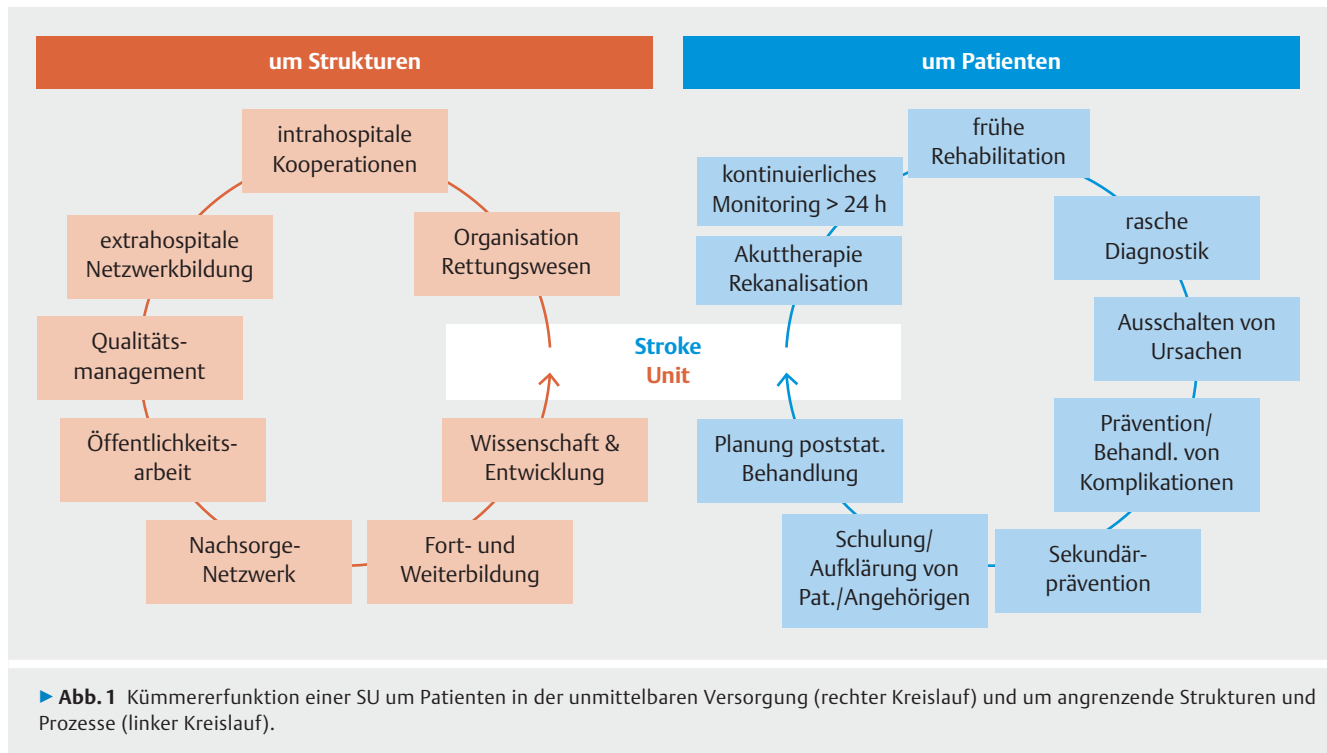 um Strukturen
intrahospitale
Kooperationen
Organisation
Rettungswesen
extrahospitale
Netzwerkbildung
Qualitäts-
management
Öffentlichkeits-
arbeit
Nachsorge-
Netzwerk
Fort- und
Weiterbildung
Wissenschaft &
Entwicklung
Stroke
Unit
um Patienten
frühe
Rehabilitation
kontinuierliches
Monitoring > 24 h
Akuttherapie
Rekanalisation
rasche
Diagnostik
Ausschalten von
Ursachen
Prävention/
Behandl. von
Komplikationen
Sekundär-
prävention
Schulung/
Aufklärung von
Pat./Angehörigen
Planung poststat.
Behandlung
▶ Abb. 1 Kümmererfunktion einer SU um Patienten in der unmittelbaren Versorgung (rechter Kreislauf) und um angrenzende Strukturen und
Prozesse (linker Kreislauf).